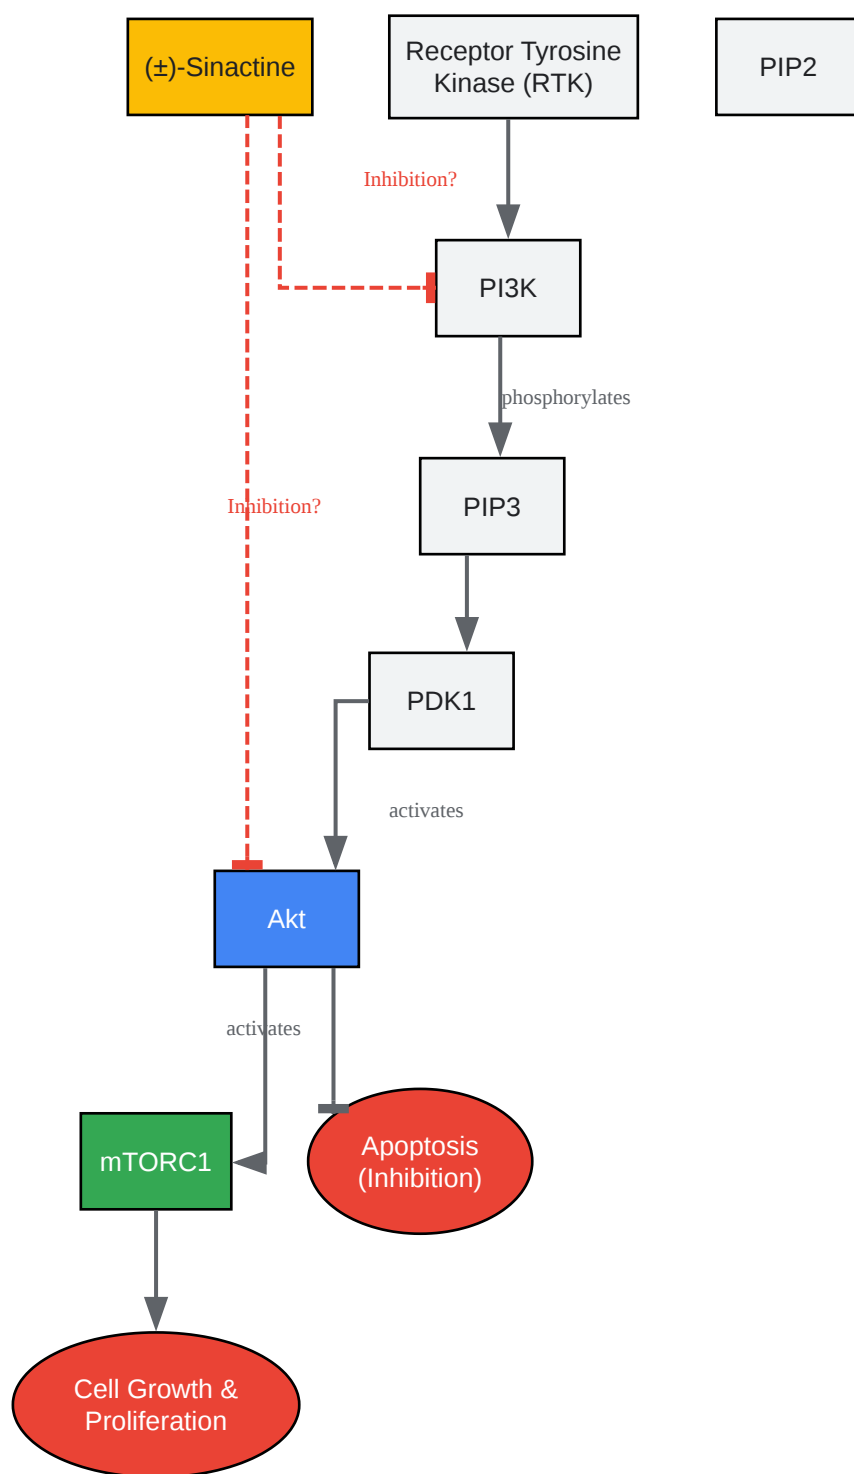 (±)-Sinactine
Receptor Tyrosine
Kinase (RTK)
PIP2
Inhibition?
PI3K
phosphorylates
Inhibition?
PIP3
PDK1
activates
Akt
activates
mTORC1
Apoptosis
(Inhibition)
Cell Growth &
Proliferation